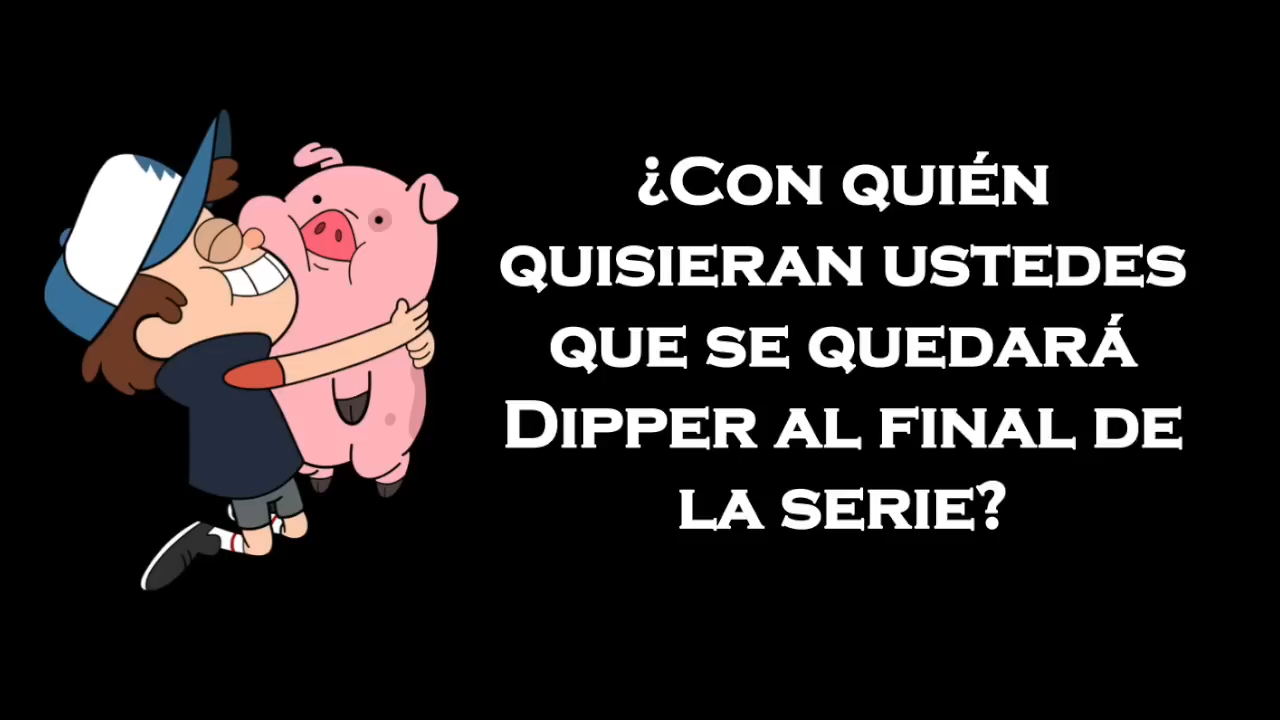 ¿Con quién
quisieran ustedes
que se quedará
Dipper al final de
la serie?